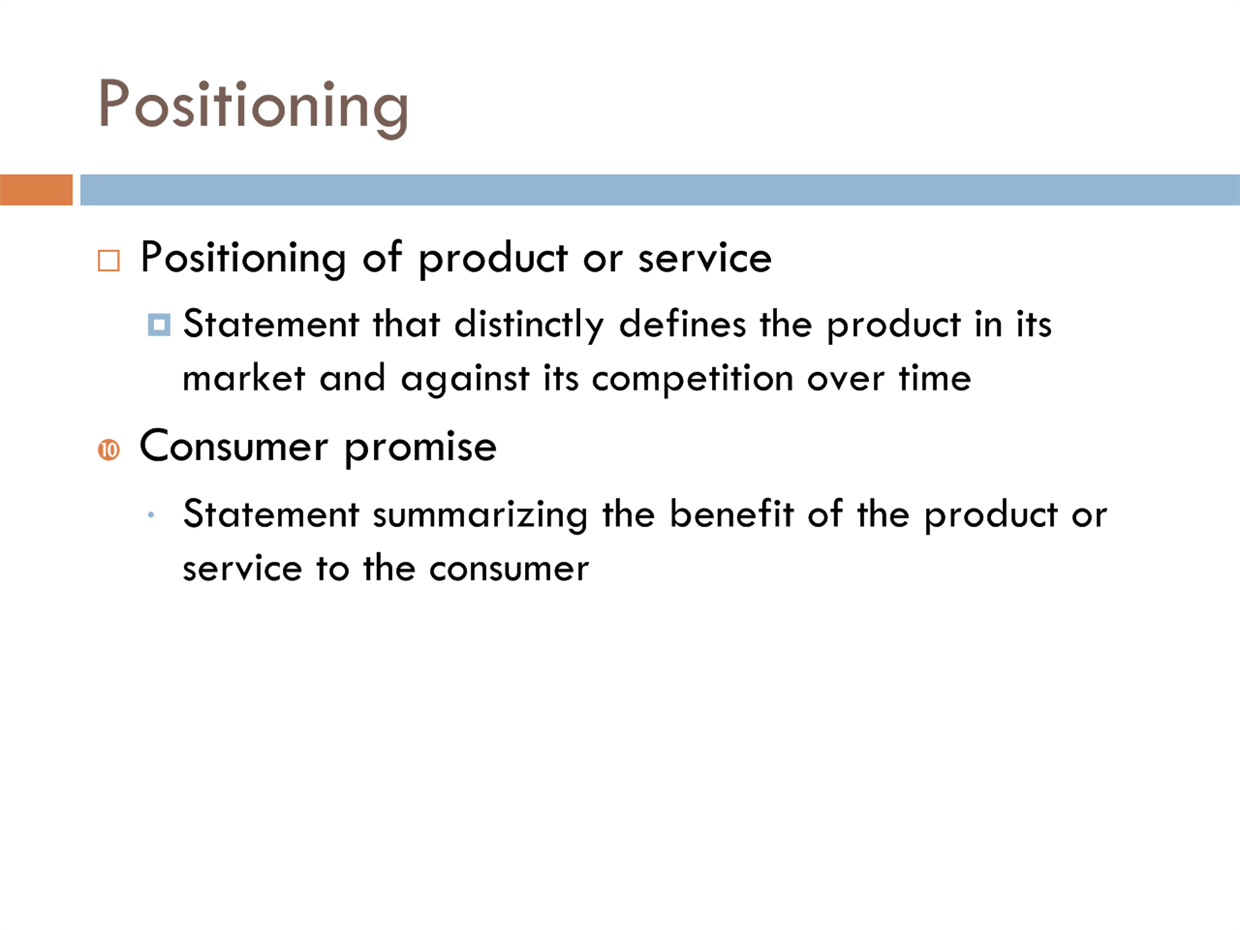 Positioning
Positioning of product or service
Statement that distinctly defines the product in its
market and against its competition over time
❿ Consumer promise
• Statement summarizing the benefit of the product or
service to the consumer